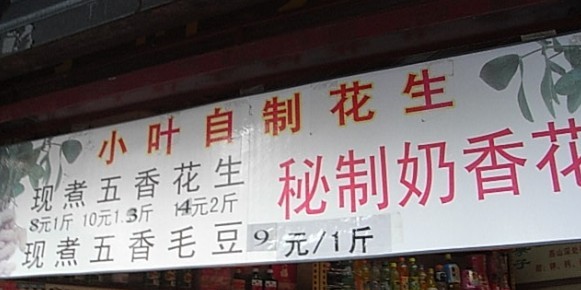 小叶自制花生
现煮五香花生
8元1斤 10元1.3斤 14元2斤
现煮五香毛豆9元/1斤
秘制奶香花